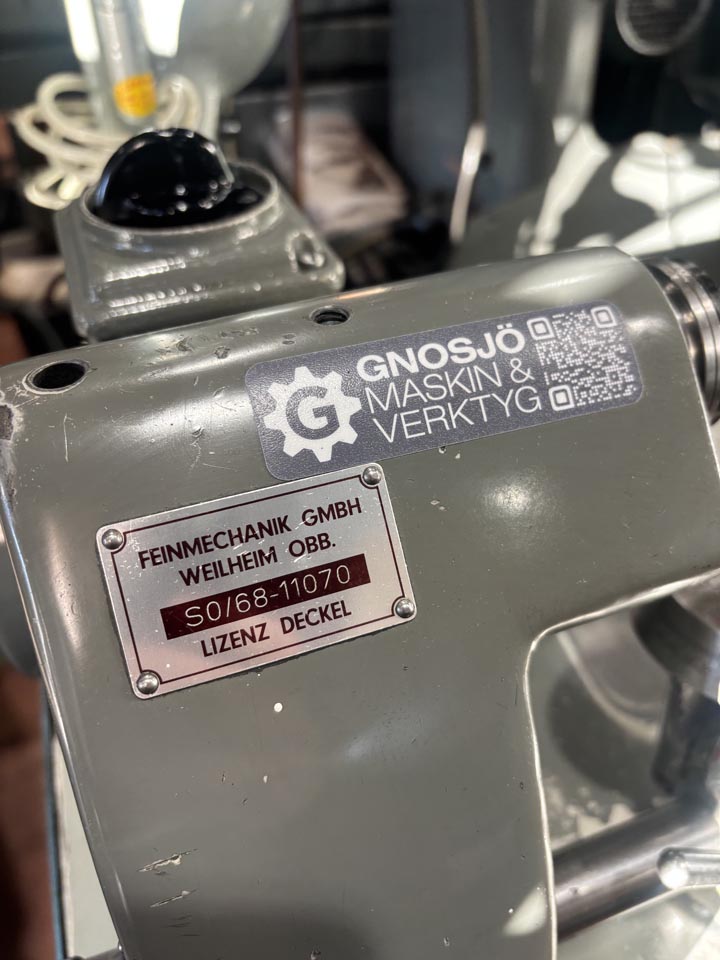 GNOSJÖ
MASKIN &
VERKTYG
G
FEINMECHANIK GMBH
WEILHEIM OBB.
S0/68-11070
LIZENZ DECKEL